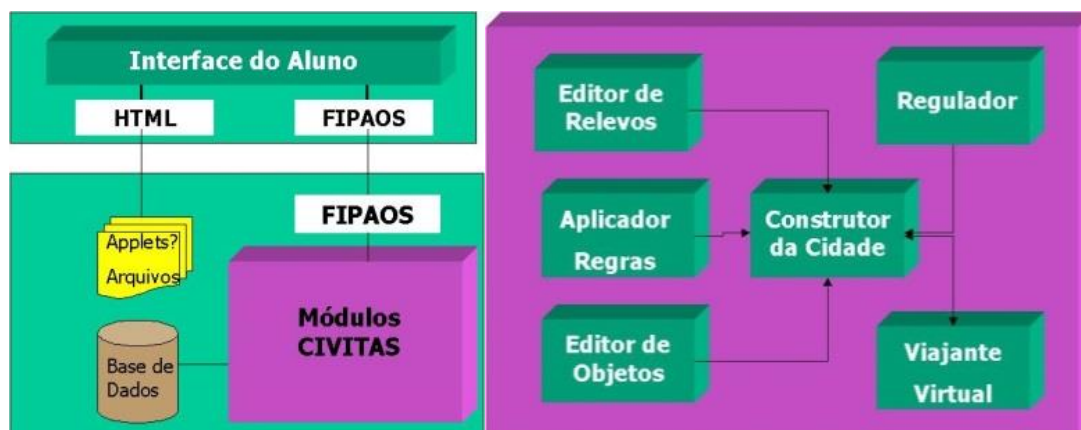 Interface do Aluno
HTML
FIPAOS
FIPAOS
Applets?
Arquivos
Base de
Dados
Módulos
CIVITAS
Editor de
Relevos
Regulador
Aplicador
Regras
Construtor
da Cidade
Editor de
Objetos
Viajante
Virtual